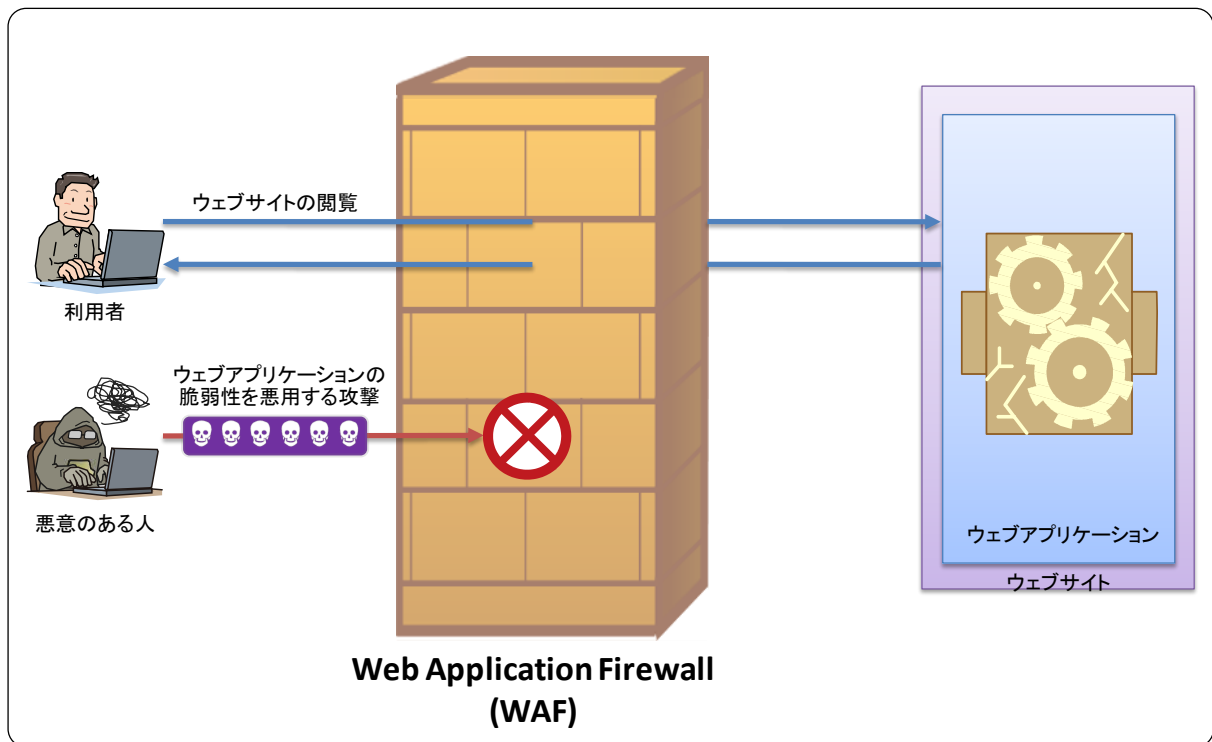 ウェブサイトの閲覧
利用者
ウェブアプリケーションの
脆弱性を悪用する攻撃
悪意のある人
ウェブアプリケーション
ウェブサイト
Web Application Firewall
(WAF)